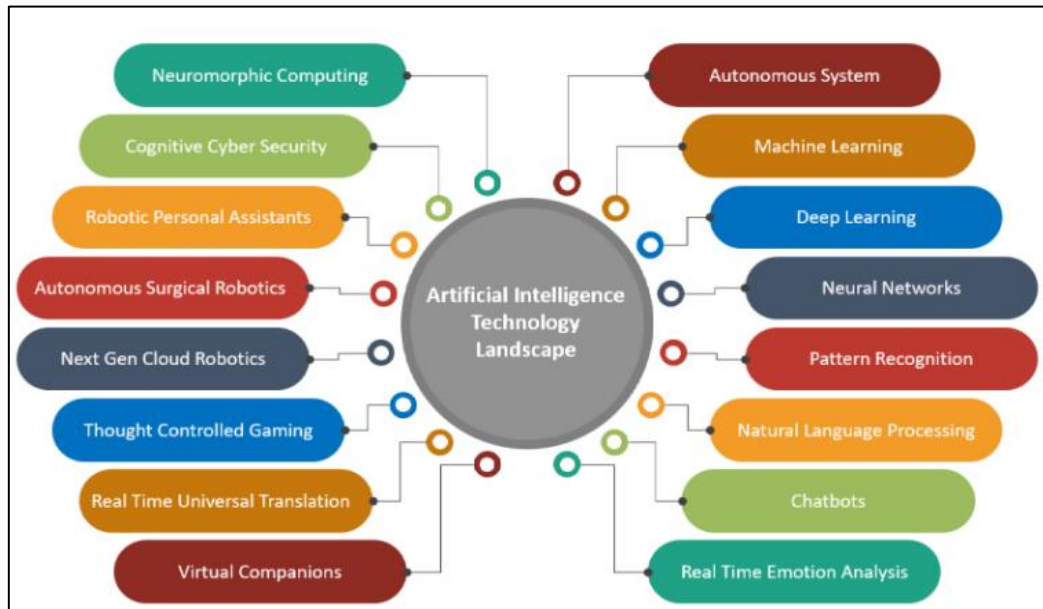 Neuromorphic Computing
Cognitive Cyber Security
Robotic Personal Assistants
Autonomous Surgical Robotics
Next Gen Cloud Robotics
Thought Controlled Gaming
Real Time Universal Translation
Virtual Companions
Artificial Intelligence
Technology
Landscape
Autonomous System
Machine Learning
Deep Learning
Neural Networks
Pattern Recognition
Natural Language Processing
Chatbots
Real Time Emotion Analysis